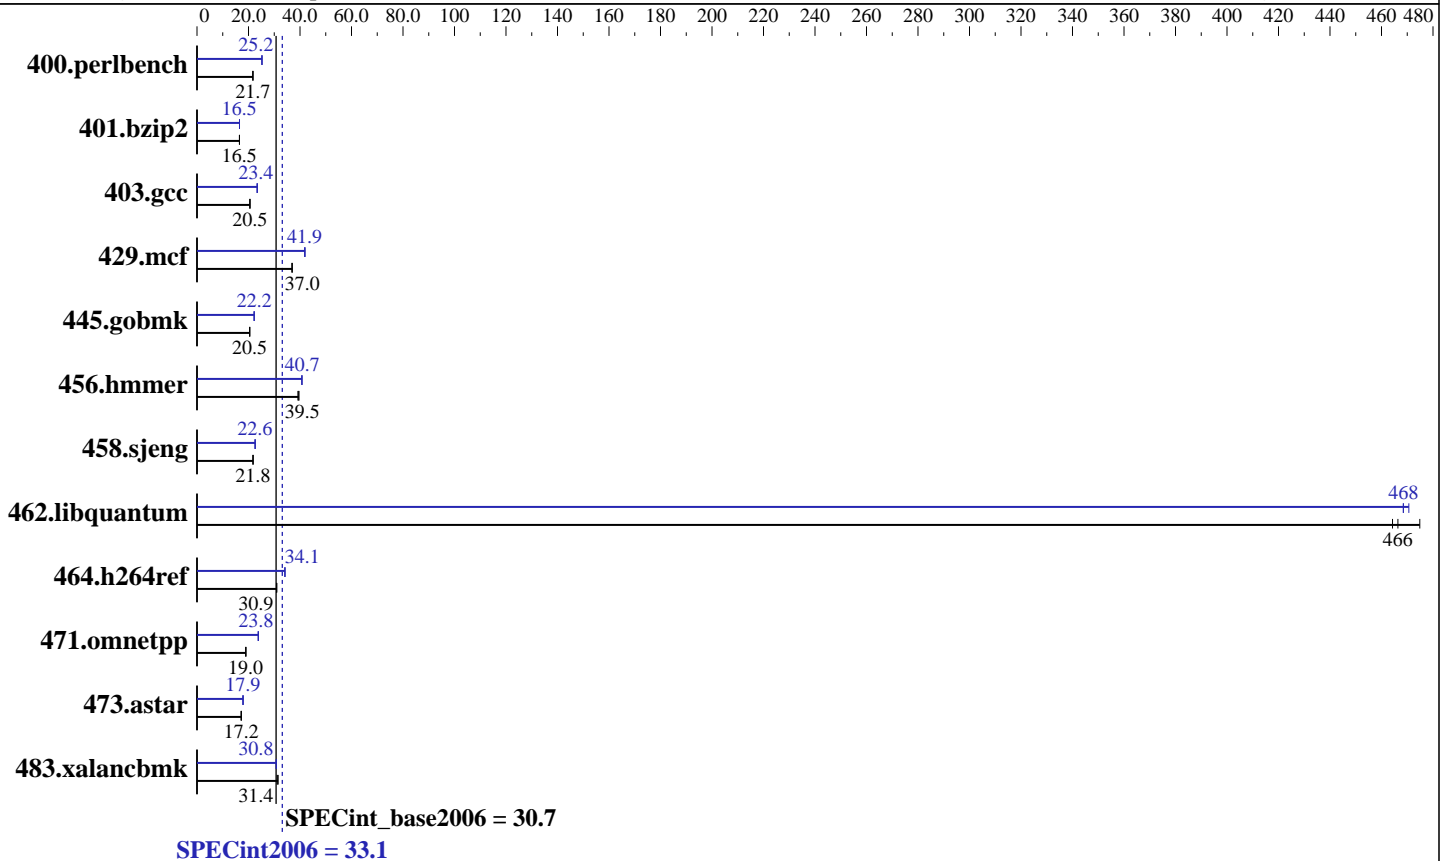 0 20.0 40.0 60.0 80.0 100 120 140 160 180 200 220 240 260 280 300 320 340 360 380 400 420 440 460 480
25.2
400.perlbench
21.7
16.5
401.bzip2
16.5
23.4
403.gcc
20.5
41.9
429.mcf
37.0
22.2
445.gobmk
20.5
40.7
456.hmmer
39.5
22.6
458.sjeng
21.8
468
462.libquantum
466
34.1
464.h264ref
30.9
23.8
471.omnetpp
19.0
17.9
473.astar
17.2
30.8
483.xalancbmk
31.4
SPECint_base2006 = 30.7
SPECint2006 = 33.1